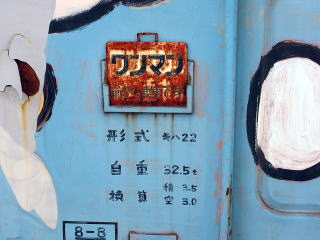 ワンマン
形式 キハ22
自重 32.5t
換算 積 3.5
空 3.0
8-8